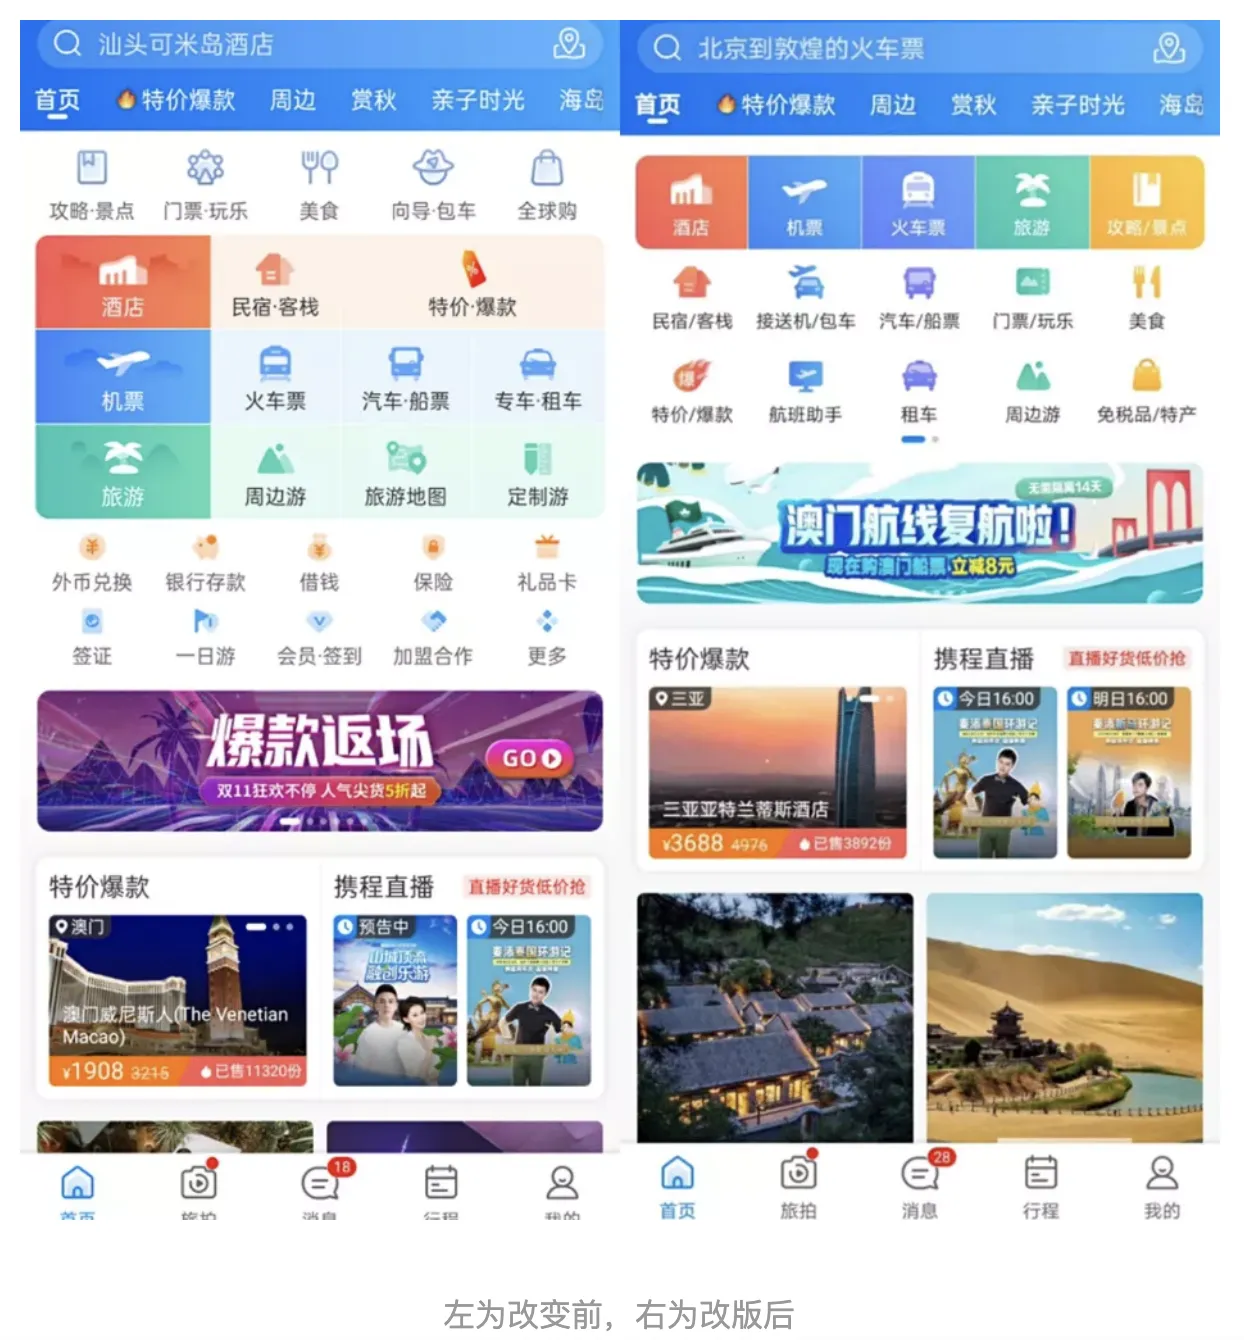 汕头可米岛酒店
首页 特价爆款 周边 赏秋 亲子时光 海岛
攻略·景点 门票·玩乐 美食 向导·包车 全球购
酒店 民宿·客栈 特价·爆款
机票 火车票 汽车·船票 专车·租车
旅游 周边游 旅游地图 定制游
外币兑换 银行存款 借钱 保险 礼品卡
签证 一日游 会员·签到 加盟合作 更多
爆款返场
GO
双11狂欢不停 人气尖货5折起
特价爆款 携程直播 直播好货低价抢
澳门 预告中 今日16:00
山城顶流
融创乐游
秦涛泰国环游记
澳门威尼斯人(The Venetian
Macao)
¥1908 3215 已售11320份
18
首页 旅拍 消息 行程 我的
北京到敦煌的火车票
首页 特价爆款 周边 赏秋 亲子时光 海岛
酒店 机票 火车票 旅游 攻略/景点
民宿/客栈 接送机/包车 汽车/船票 门票/玩乐 美食
爆
特价/爆款 航班助手 租车 周边游 免税品/特产
无需隔离14天
澳门航线复航啦！
现在购澳门船票 立减8元
特价爆款 携程直播 直播好货低价抢
三亚 今日16:00 明日16:00
三亚亚特兰蒂斯酒店
¥3688 4976 已售3892份
28
首页 旅拍 消息 行程 我的
左为改变前，右为改版后